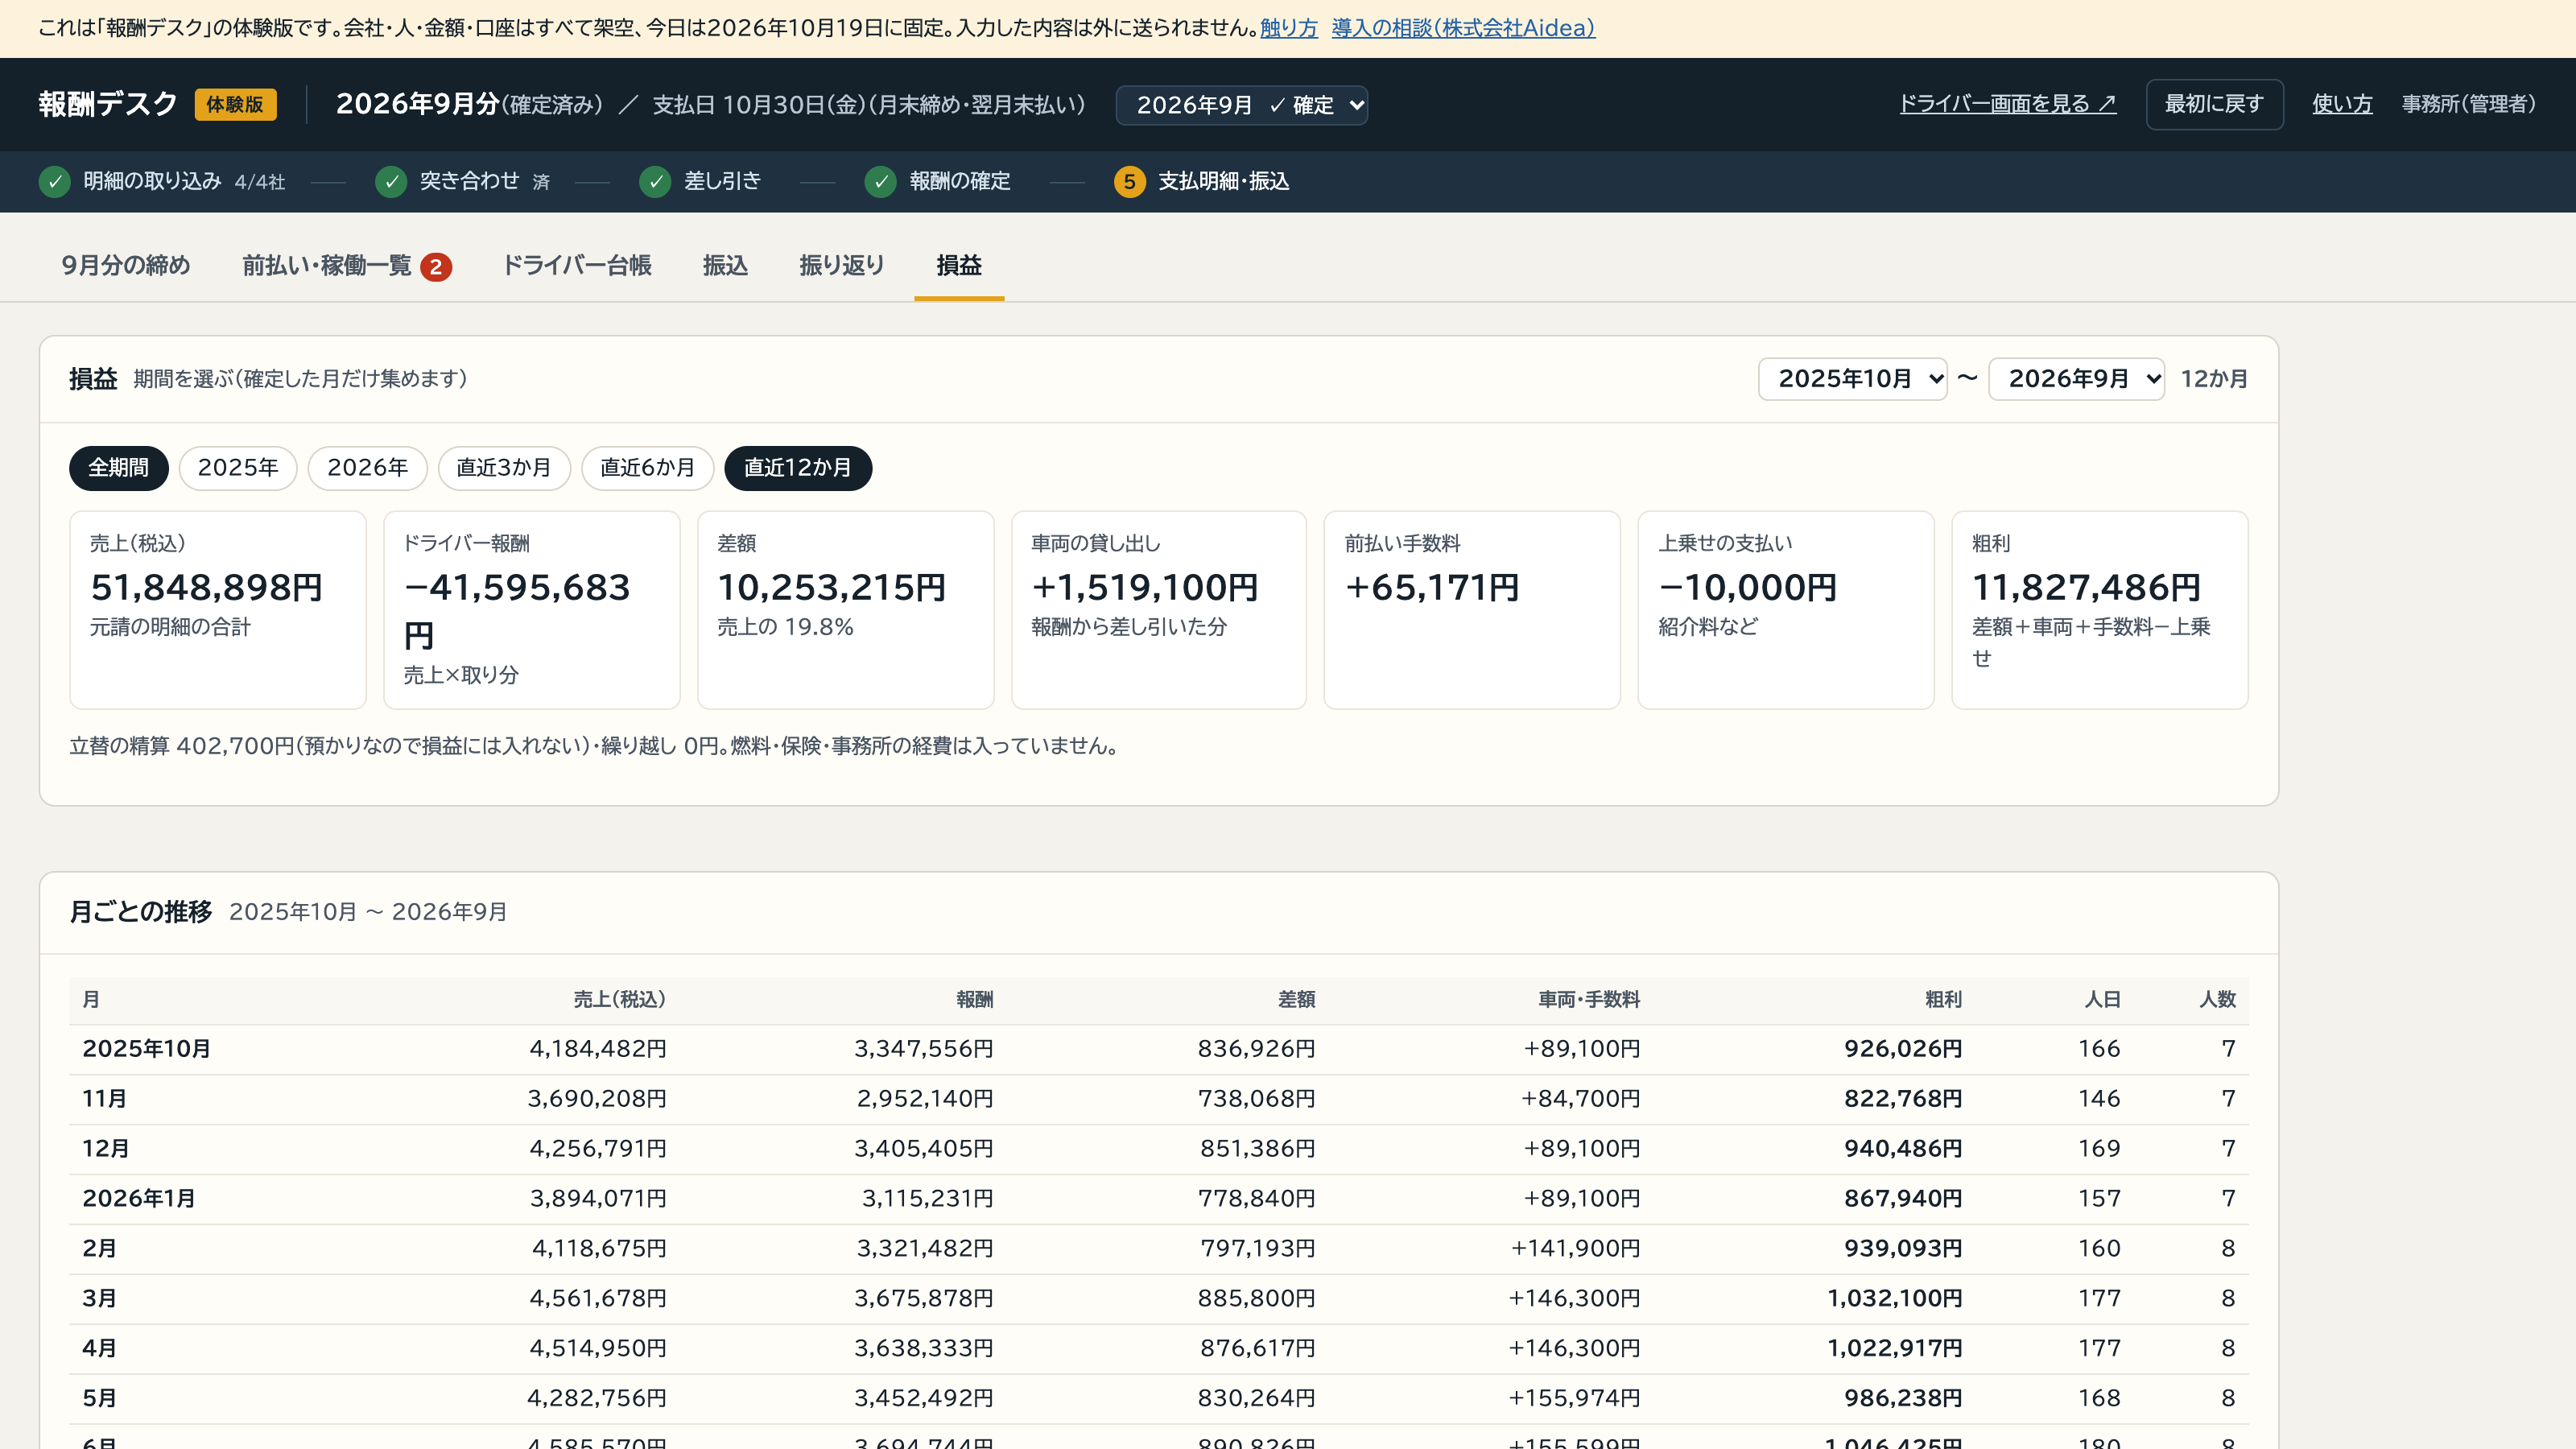 これは「報酬デスク」の体験版です。会社・人・金額・口座はすべて架空、今日は2026年10月19日に固定。入力した内容は外に送られません。触り方 導入の相談(株式会社Aidea)
報酬デスク 体験版 2026年9月分(確定済み) ／ 支払日 10月30日(金)(月末締め・翌月末払い) 2026年9月 ✓ 確定 ドライバー画面を見る ↗ 最初に戻す 使い方 事務所(管理者)
✓ 明細の取り込み 4/4社 ✓ 突き合わせ 済 ✓ 差し引き ✓ 報酬の確定 5 支払明細・振込
9月分の締め 前払い・稼働一覧 2 ドライバー台帳 振込 振り返り 損益
損益 期間を選ぶ(確定した月だけ集めます) 2025年10月 〜 2026年9月 12か月
全期間 2025年 2026年 直近3か月 直近6か月 直近12か月
売上(税込)
51,848,898円
元請の明細の合計
ドライバー報酬
−41,595,683
円
売上×取り分
差額
10,253,215円
売上の 19.8%
車両の貸し出し
+1,519,100円
報酬から差し引いた分
前払い手数料
+65,171円
上乗せの支払い
−10,000円
紹介料など
粗利
11,827,486円
差額＋車両＋手数料−上乗
せ
立替の精算 402,700円(預かりなので損益には入れない)・繰り越し 0円。燃料・保険・事務所の経費は入っていません。
月ごとの推移 2025年10月 〜 2026年9月
月 売上(税込) 報酬 差額 車両・手数料 粗利 人日 人数
2025年10月 4,184,482円 3,347,556円 836,926円 +89,100円 926,026円 166 7
11月 3,690,208円 2,952,140円 738,068円 +84,700円 822,768円 146 7
12月 4,256,791円 3,405,405円 851,386円 +89,100円 940,486円 169 7
2026年1月 3,894,071円 3,115,231円 778,840円 +89,100円 867,940円 157 7
2月 4,118,675円 3,321,482円 797,193円 +141,900円 939,093円 160 8
3月 4,561,678円 3,675,878円 885,800円 +146,300円 1,032,100円 177 8
4月 4,514,950円 3,638,333円 876,617円 +146,300円 1,022,917円 177 8
5月 4,282,756円 3,452,492円 830,264円 +155,974円 986,238円 168 8
6月 4,585,570円 3,694,744円 890,826円 +155,599円 1,046,425円 180 8